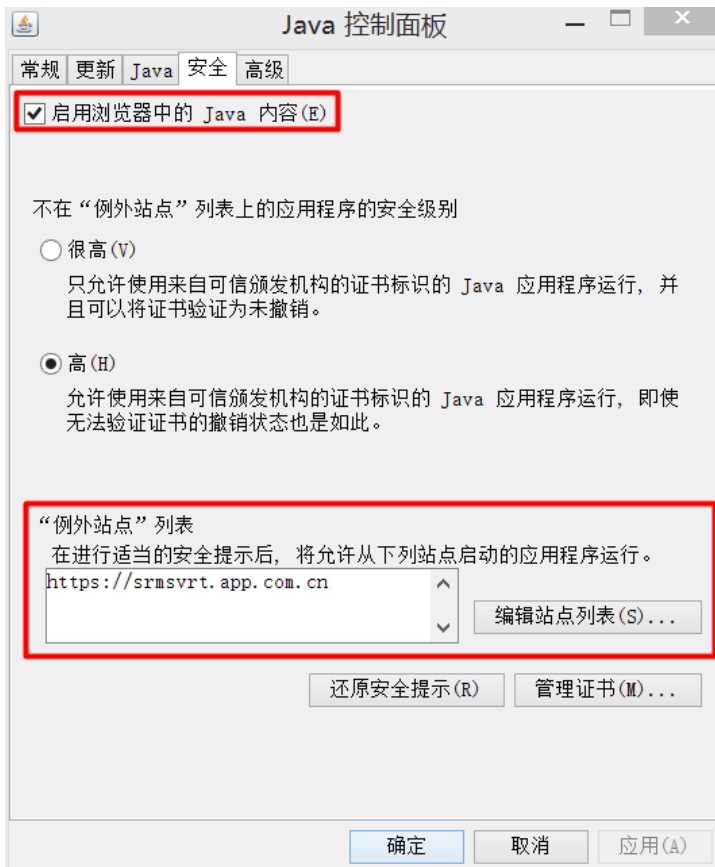 Java 控制面板
常规 更新 Java 安全 高级
启用浏览器中的 Java 内容(E)
不在“例外站点”列表上的应用程序的安全级别
很高(V)
只允许使用来自可信颁发机构的证书标识的 Java 应用程序运行, 并
且可以将证书验证为未撤销。
高(H)
允许使用来自可信颁发机构的证书标识的 Java 应用程序运行, 即使
无法验证证书的撤销状态也是如此。
“例外站点”列表
在进行适当的安全提示后, 将允许从下列站点启动的应用程序运行。
https://srmsvrt.app.com.cn
编辑站点列表(S)...
还原安全提示(R) 管理证书(M)...
确定 取消 应用(A)